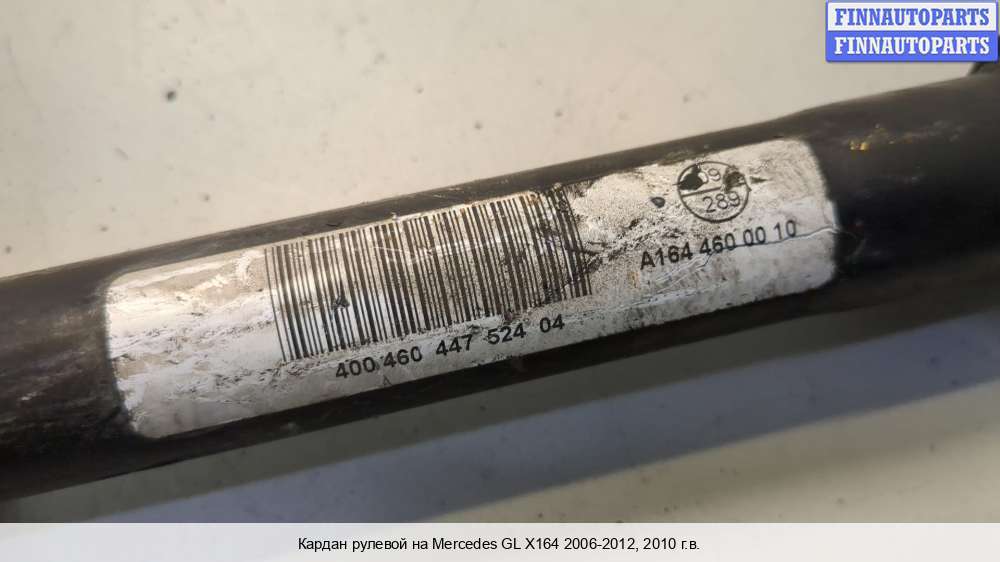 FINNAUTOPARTS
FINNAUTOPARTS
289
A164 460 00 10
400 460 447 524 04
Кардан рулевой на Mercedes GL X164 2006-2012, 2010 г.в.